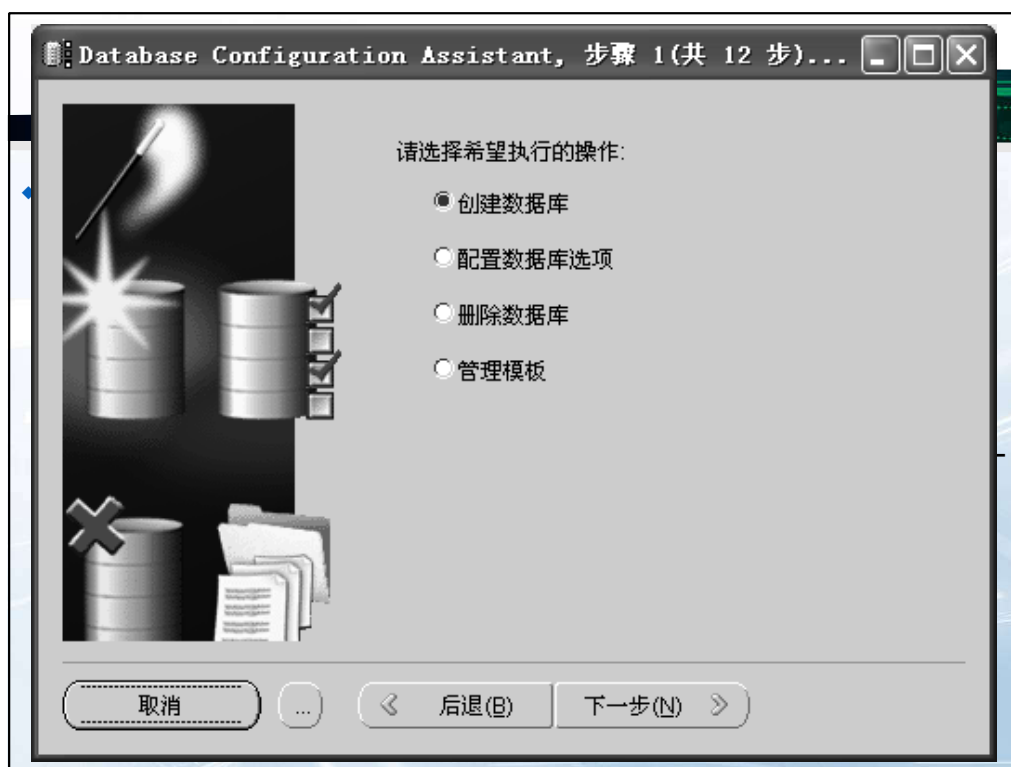 Database Configuration Assistant, 步骤 1(共 12 步)...
请选择希望执行的操作:
创建数据库
配置数据库选项
删除数据库
管理模板
取消
...
后退(B)
下一步(N)